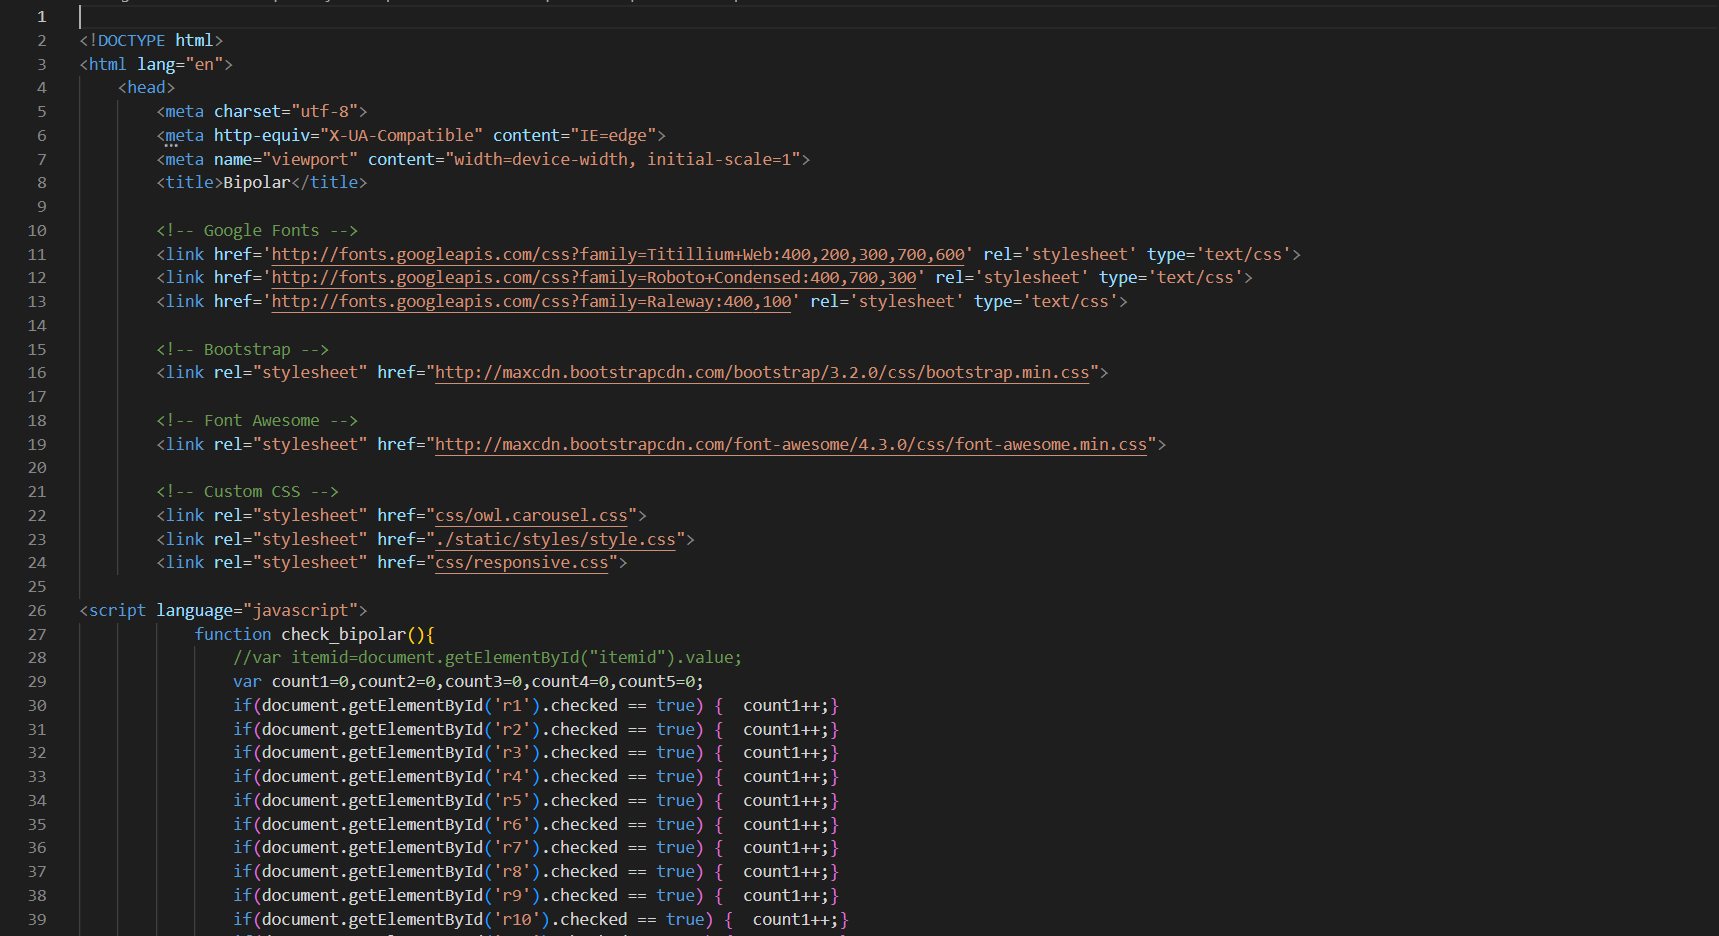 1
2 <!DOCTYPE html>
3 <html lang="en">
4 <head>
5 <meta charset="utf-8">
6 <meta http-equiv="X-UA-Compatible" content="IE=edge">
7 <meta name="viewport" content="width=device-width, initial-scale=1">
8 <title>Bipolar</title>
9
10 <!-- Google Fonts -->
11 <link href='http://fonts.googleapis.com/css?family=Titillium+Web:400,200,300,700,600' rel='stylesheet' type='text/css'>
12 <link href='http://fonts.googleapis.com/css?family=Roboto+Condensed:400,700,300' rel='stylesheet' type='text/css'>
13 <link href='http://fonts.googleapis.com/css?family=Raleway:400,100' rel='stylesheet' type='text/css'>
14
15 <!-- Bootstrap -->
16 <link rel="stylesheet" href="http://maxcdn.bootstrapcdn.com/bootstrap/3.2.0/css/bootstrap.min.css">
17
18 <!-- Font Awesome -->
19 <link rel="stylesheet" href="http://maxcdn.bootstrapcdn.com/font-awesome/4.3.0/css/font-awesome.min.css">
20
21 <!-- Custom CSS -->
22 <link rel="stylesheet" href="css/owl.carousel.css">
23 <link rel="stylesheet" href="./static/styles/style.css">
24 <link rel="stylesheet" href="css/responsive.css">
25
26 <script language="javascript">
27 function check_bipolar(){
28 //var itemid=document.getElementById("itemid").value;
29 var count1=0,count2=0,count3=0,count4=0,count5=0;
30 if(document.getElementById('r1').checked == true) {  count1++;}
31 if(document.getElementById('r2').checked == true) {  count1++;}
32 if(document.getElementById('r3').checked == true) {  count1++;}
33 if(document.getElementById('r4').checked == true) {  count1++;}
34 if(document.getElementById('r5').checked == true) {  count1++;}
35 if(document.getElementById('r6').checked == true) {  count1++;}
36 if(document.getElementById('r7').checked == true) {  count1++;}
37 if(document.getElementById('r8').checked == true) {  count1++;}
38 if(document.getElementById('r9').checked == true) {  count1++;}
39 if(document.getElementById('r10').checked == true) {  count1++;}